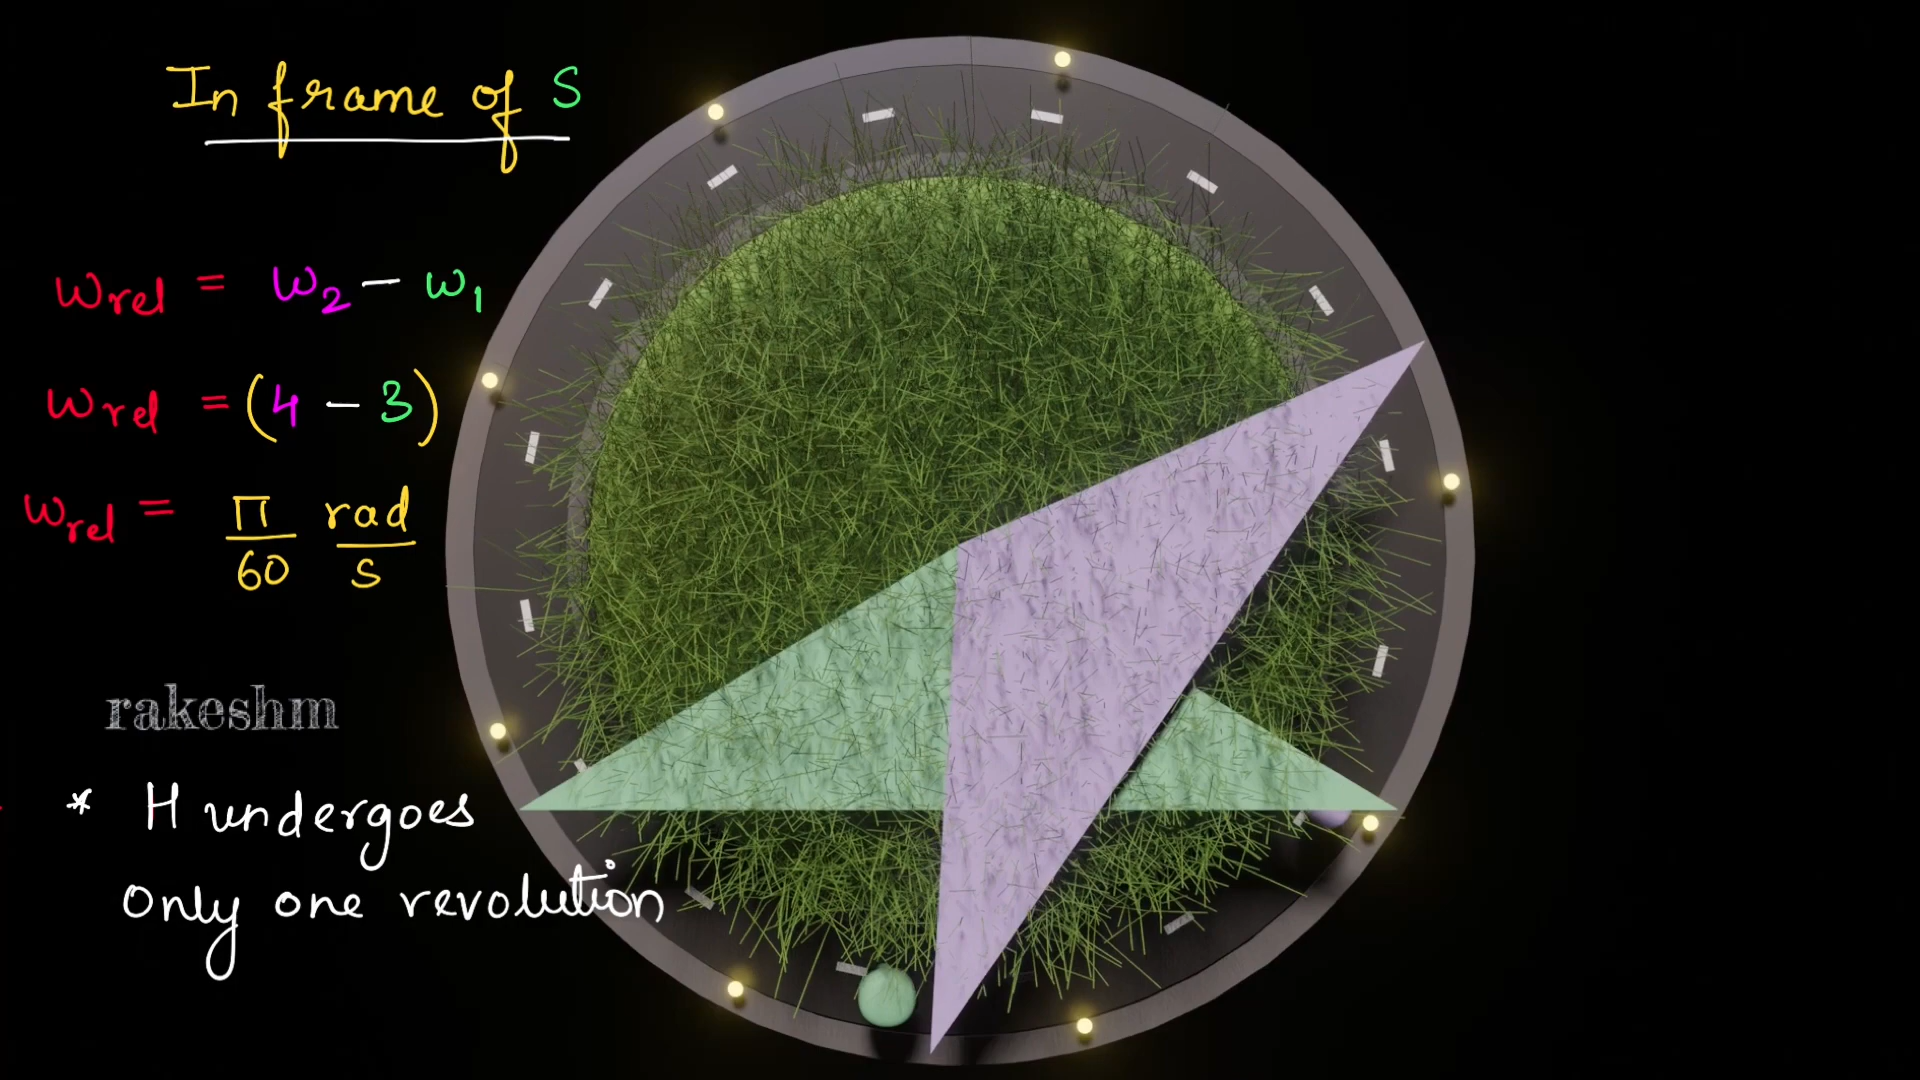 In frame of S
ωrel = ω2 - ω1
ωrel = (4 - 3)
ωrel = π/60 rad/s
rakeshm
* H undergoes
only one revolution